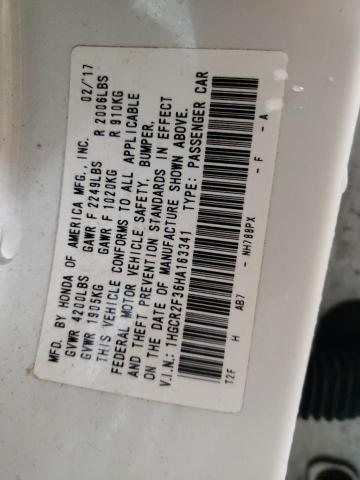 MFD. BY HONDA OF AMERICA MFG., INC. 02/17
GVWR 4200LBS GAWR F 2249LBS R 2006LBS
GVWR 1905KG GAWR F 1020KG R 910KG
THIS VEHICLE CONFORMS TO ALL APPLICABLE
FEDERAL MOTOR VEHICLE SAFETY, BUMPER,
AND THEFT PREVENTION STANDARDS IN EFFECT
ON THE DATE OF MANUFACTURE SHOWN ABOVE.
V.I.N.: 1HGCR2F36HA163341 TYPE: PASSENGER CAR
T2F H AB7 - NH788PX - F - A